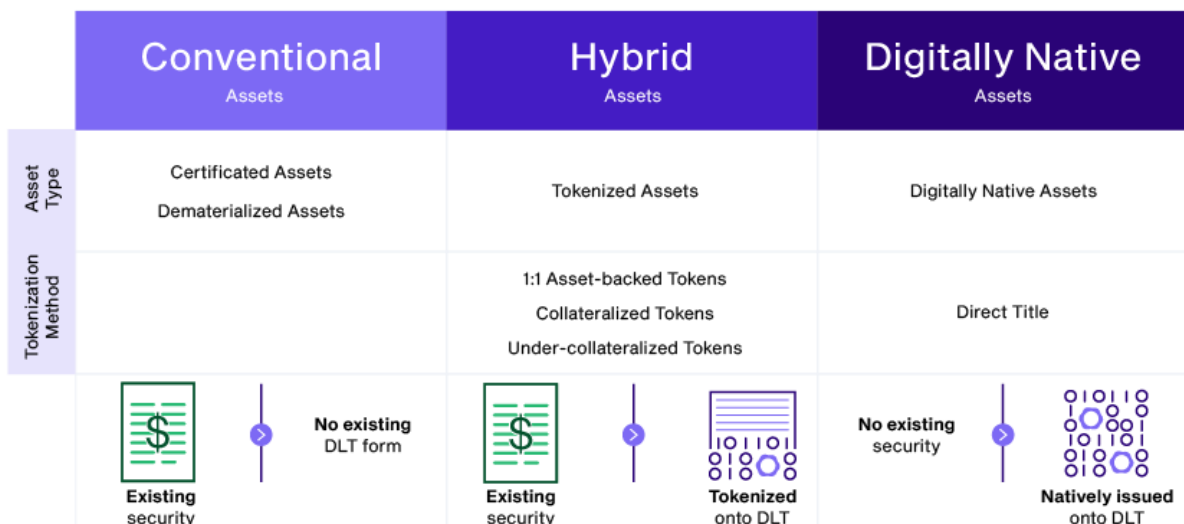 Conventional
Assets
Hybrid
Assets
Digitally Native
Assets
Asset
Type
Certificated Assets
Dematerialized Assets
Tokenized Assets
Digitally Native Assets
Tokenization
Method
1:1 Asset-backed Tokens
Collateralized Tokens
Under-collateralized Tokens
Direct Title
$
Existing
security
No existing
DLT form
$
Existing
security
Tokenized
onto DLT
No existing
security
Natively issued
onto DLT